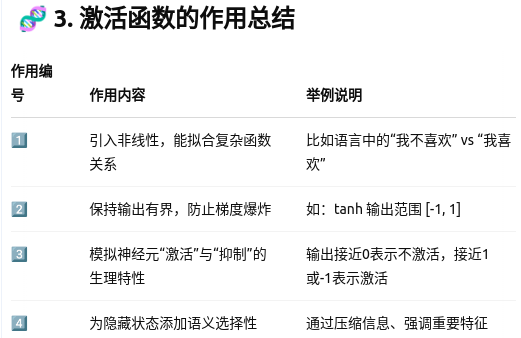 🧬 3. 激活函数的作用总结
作用编
号 作用内容 举例说明
1️⃣ 引入非线性，能拟合复杂函数 比如语言中的“我不喜欢” vs “我喜
关系 欢”
2️⃣ 保持输出有界，防止梯度爆炸 如：tanh 输出范围 [-1, 1]
3️⃣ 模拟神经元“激活”与“抑制”的 输出接近0表示不激活，接近1
生理特性 或-1表示激活
4️⃣ 为隐藏状态添加语义选择性 通过压缩信息、强调重要特征